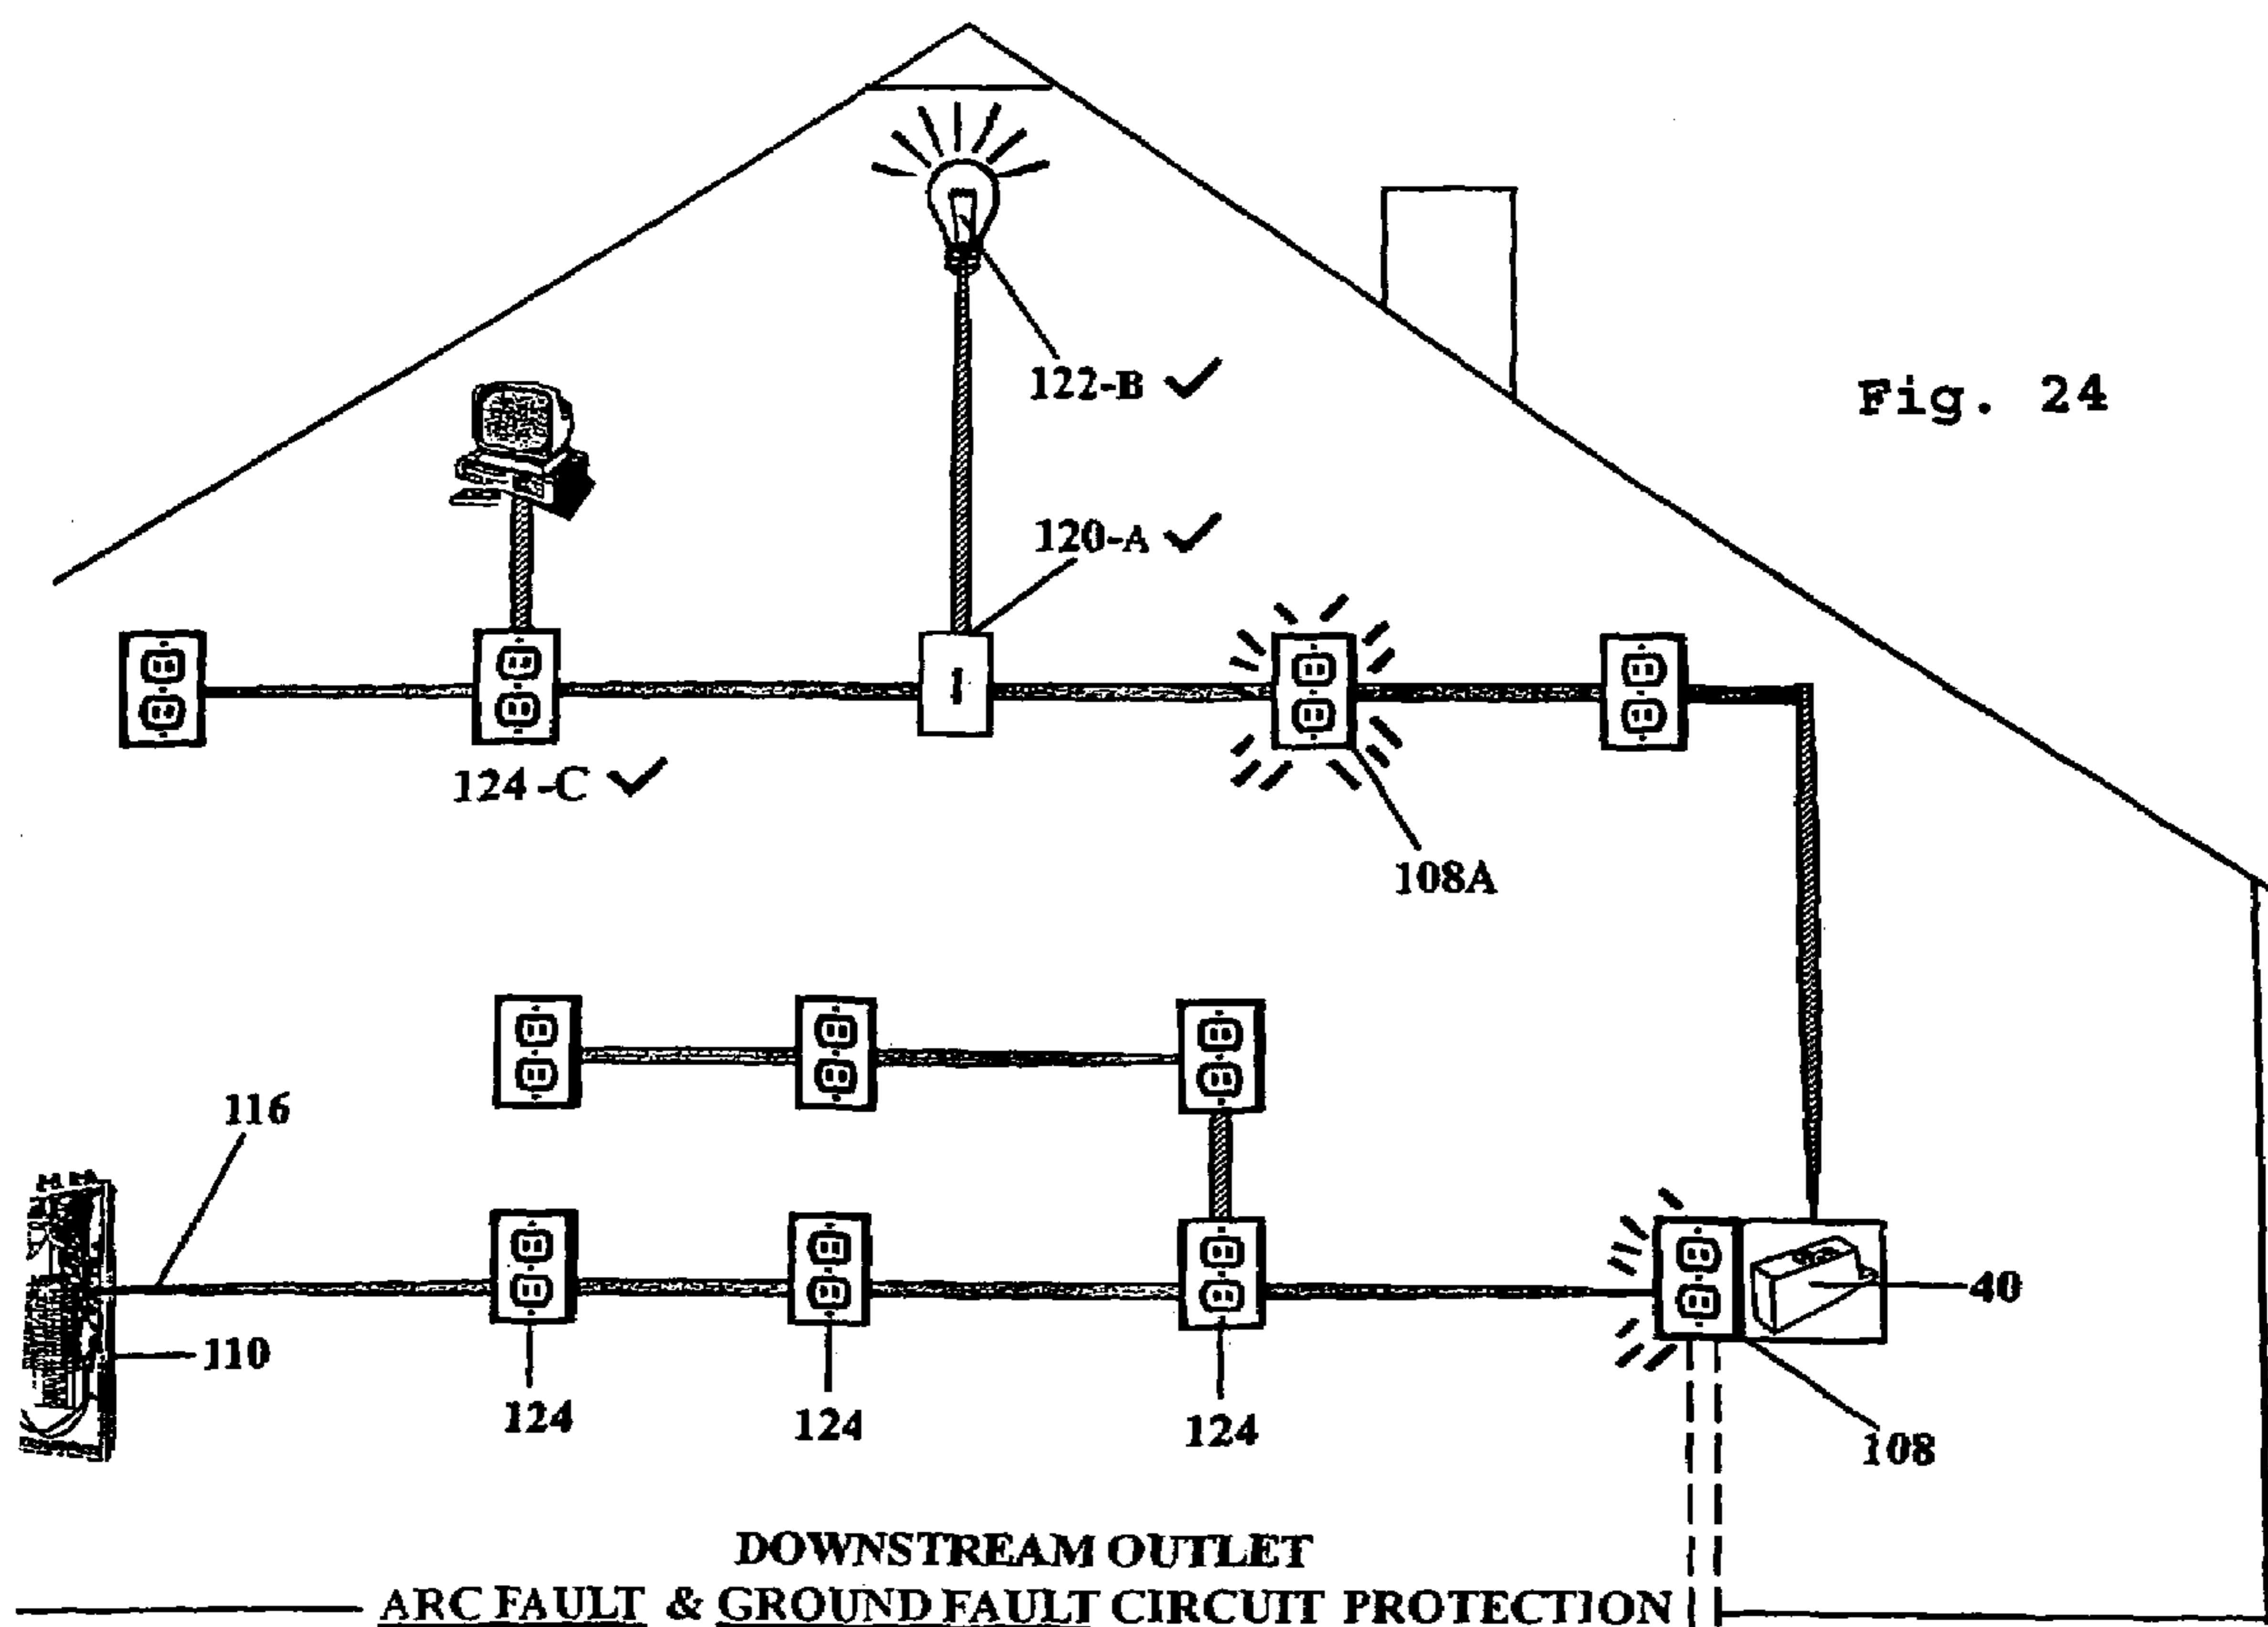 122-B ✓
Fig. 24
120-A ✓
124-C ✓
108A
116
110
40
124
124
124
108
DOWNSTREAM OUTLET
ARC FAULT & GROUND FAULT CIRCUIT PROTECTION